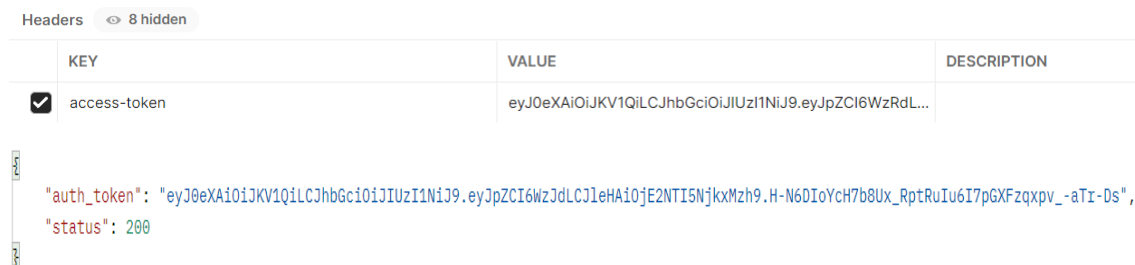 Headers 8 hidden
KEY VALUE DESCRIPTION
access-token eyJ0eXAiOiJKV1QiLCJhbGciOiJIUzI1NiJ9.eyJpZCI6WzRdL...
{
"auth_token": "eyJ0eXAiOiJKV1QiLCJhbGciOiJIUzI1NiJ9.eyJpZCI6WzJdLCJleHAiOjE2NTI5NjkxMzh9.H-N6DIoYcH7b8Ux_RptRuIu6I7pGXFzqxpv_-aTr-Ds",
"status": 200
}